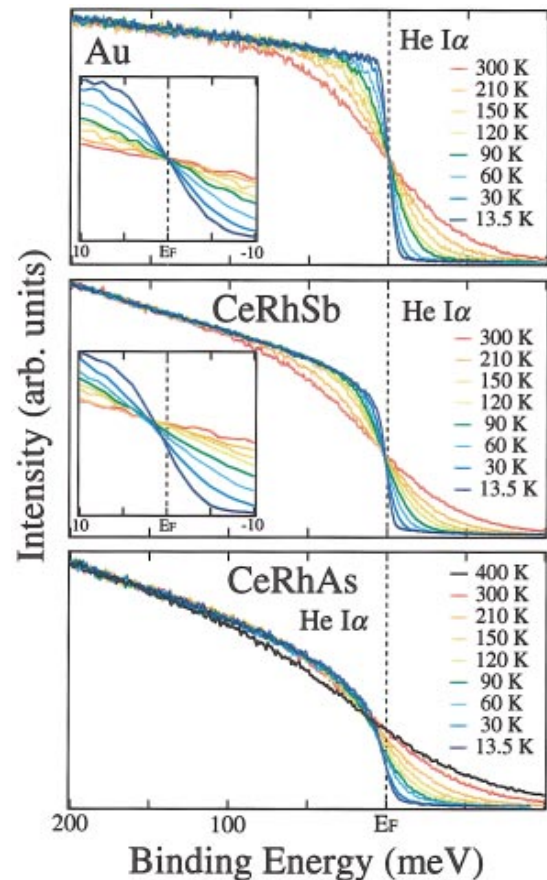 Au
He Iα
300 K
210 K
150 K
120 K
90 K
60 K
30 K
13.5 K
10 EF -10
CeRhSb
He Iα
300 K
210 K
150 K
120 K
90 K
60 K
30 K
13.5 K
10 EF -10
CeRhAs
He Iα
400 K
300 K
210 K
150 K
120 K
90 K
60 K
30 K
13.5 K
200 100 EF
Intensity (arb. units)
Binding Energy (meV)